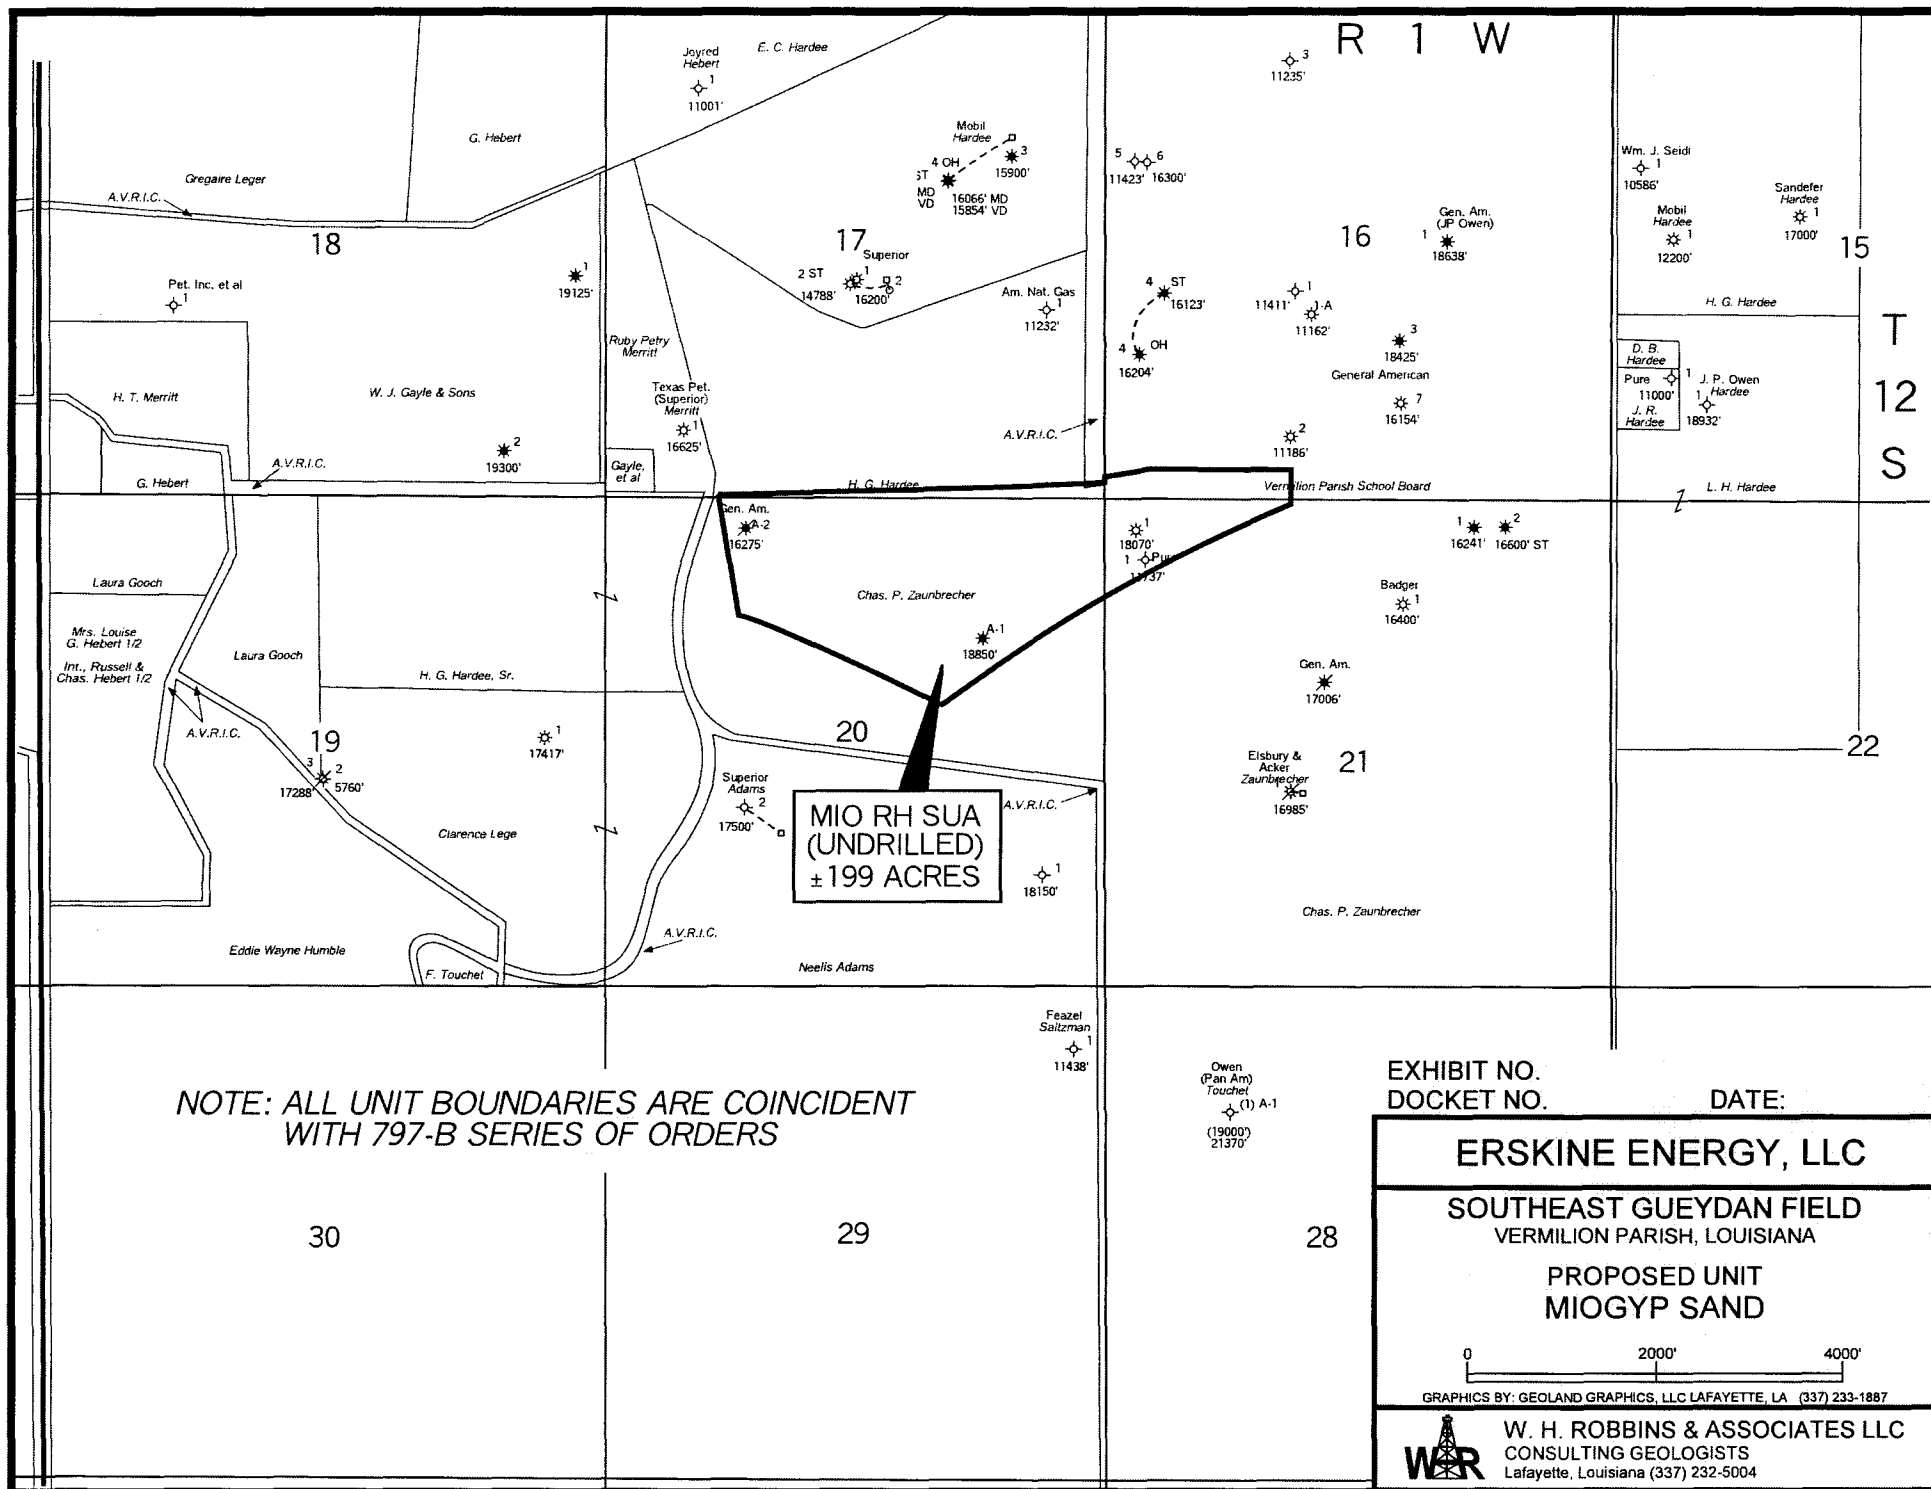 R 1 W
Joyred
Hebert
1
11001'
E. C. Hardee
3
11235'
G. Hebert
Mobil
Hardee
4 OH
3
15900'
ST
MD
VD
16066' MD
15854' VD
5
6
11423'
16300'
Wm. J. Seidl
1
10586'
Sandefer
Hardee
1
17000'
Mobil
Hardee
1
12200'
15
Gregaire Leger
A.V.R.I.C.
18
17
Superior
2 ST
1
2
14788'
16200'
16
Gen. Am.
(JP Owen)
1
18638'
Pet. Inc. et al
1
1
19125'
Am. Nat. Gas
1
11232'
4
ST
16123'
1
11411'
1-A
11162'
H. G. Hardee
T
12
S
Ruby Petry
Merritt
4
OH
16204'
3
18425'
General American
D. B.
Hardee
Pure
1
11000'
J. R.
Hardee
J. P. Owen
Hardee
1
18932'
H. T. Merritt
W. J. Gayle & Sons
Texas Pet.
(Superior)
Merritt
1
16625'
7
16154'
2
19300'
A.V.R.I.C.
2
11186'
G. Hebert
A.V.R.I.C.
Gayle,
et al
H. G. Hardee
Vermilion Parish School Board
L. H. Hardee
Gen. Am.
A-2
16275'
1
18070'
1
Pure
11737'
1
16241'
2
16600' ST
Laura Gooch
Chas. P. Zaunbrecher
Badger
1
16400'
Mrs. Louise
G. Hebert 1/2
Int., Russell &
Chas. Hebert 1/2
Laura Gooch
H. G. Hardee, Sr.
A-1
18850'
Gen. Am.
17006'
A.V.R.I.C.
19
1
17417'
20
21
22
3
2
17288'
5760'
Superior
Adams
2
17500'
Elsbury &
Acker
Zaunbrecher
16985'
MIO RH SUA
(UNDRILLED)
±199 ACRES
A.V.R.I.C.
Clarence Lege
1
18150'
Chas. P. Zaunbrecher
Eddie Wayne Humble
A.V.R.I.C.
F. Touchet
Neelis Adams
Feazel
Saltzman
1
11438'
Owen
(Pan Am)
Touchet
(1) A-1
(19000')
21370'
NOTE: ALL UNIT BOUNDARIES ARE COINCIDENT
WITH 797-B SERIES OF ORDERS
30
29
28
EXHIBIT NO.
DOCKET NO. DATE:
ERSKINE ENERGY, LLC
SOUTHEAST GUEYDAN FIELD
VERMILION PARISH, LOUISIANA
PROPOSED UNIT
MIOGYP SAND
0 2000' 4000'
GRAPHICS BY: GEOLAND GRAPHICS, LLC LAFAYETTE, LA (337) 233-1887
W R
W. H. ROBBINS & ASSOCIATES LLC
CONSULTING GEOLOGISTS
Lafayette, Louisiana (337) 232-5004